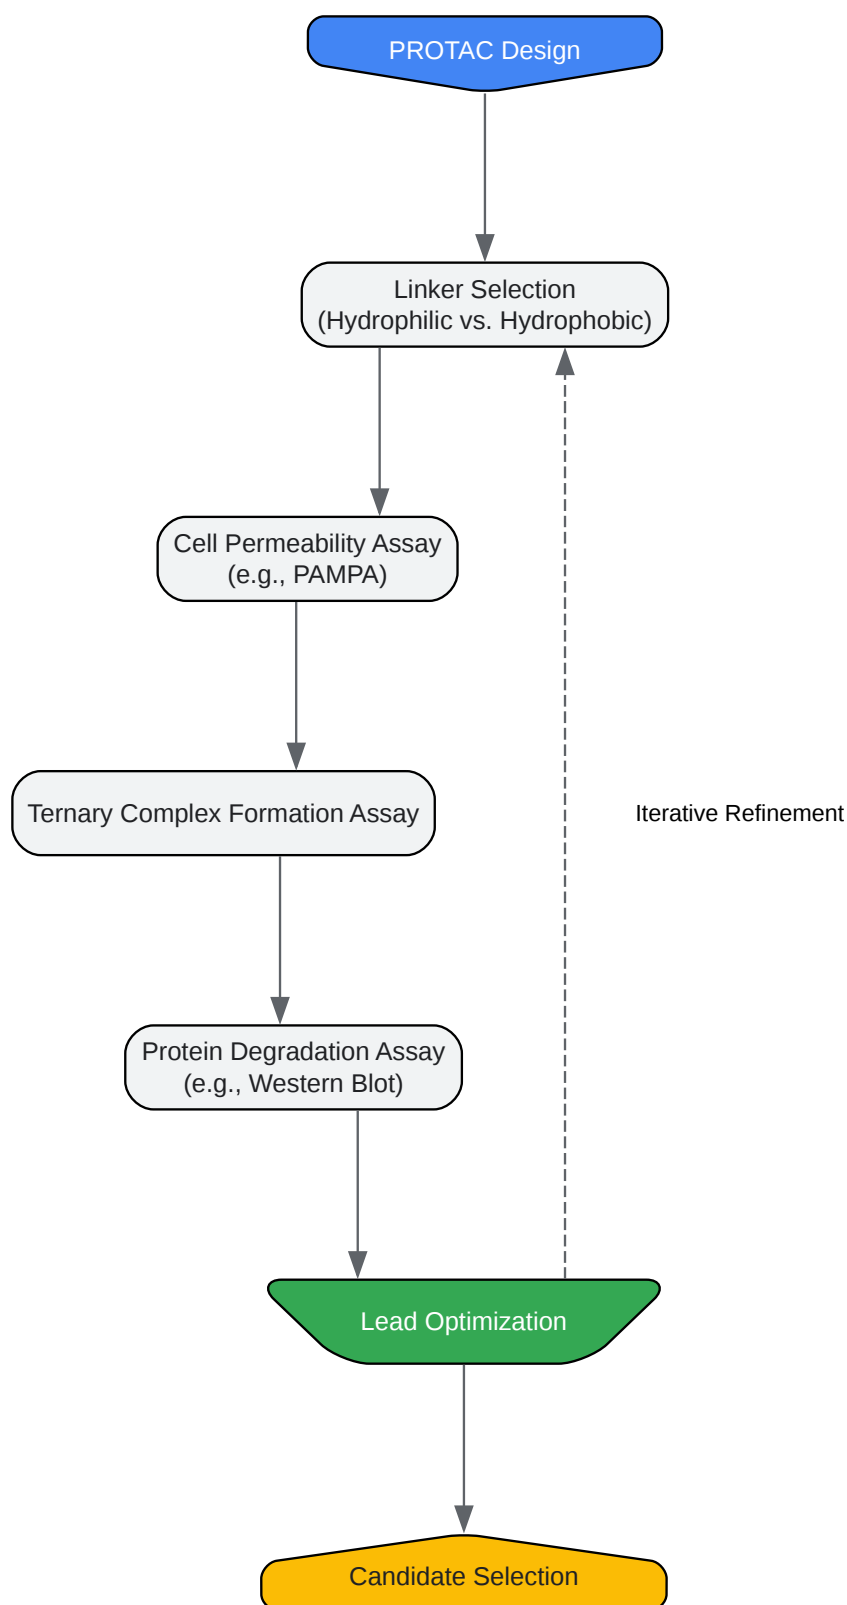 PROTAC Design
Linker Selection
(Hydrophilic vs. Hydrophobic)
Cell Permeability Assay
(e.g., PAMPA)
Ternary Complex Formation Assay
Iterative Refinement
Protein Degradation Assay
(e.g., Western Blot)
Lead Optimization
Candidate Selection